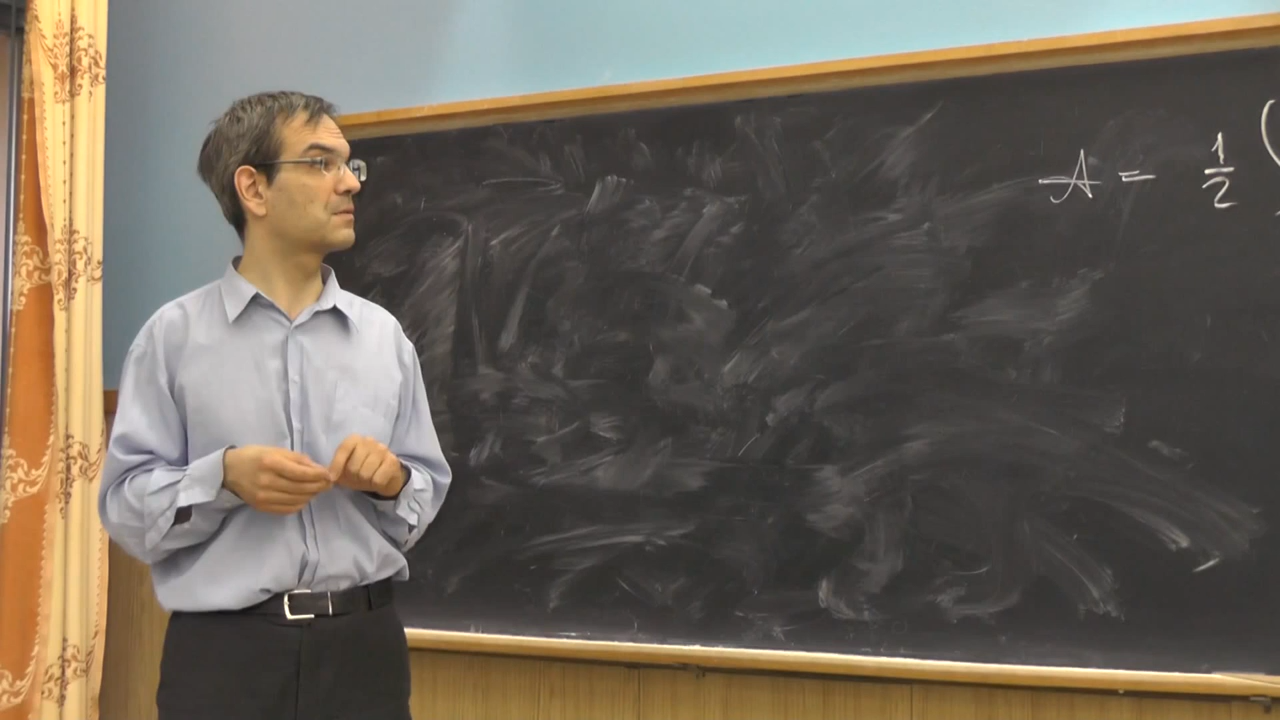 A = 1/2 (